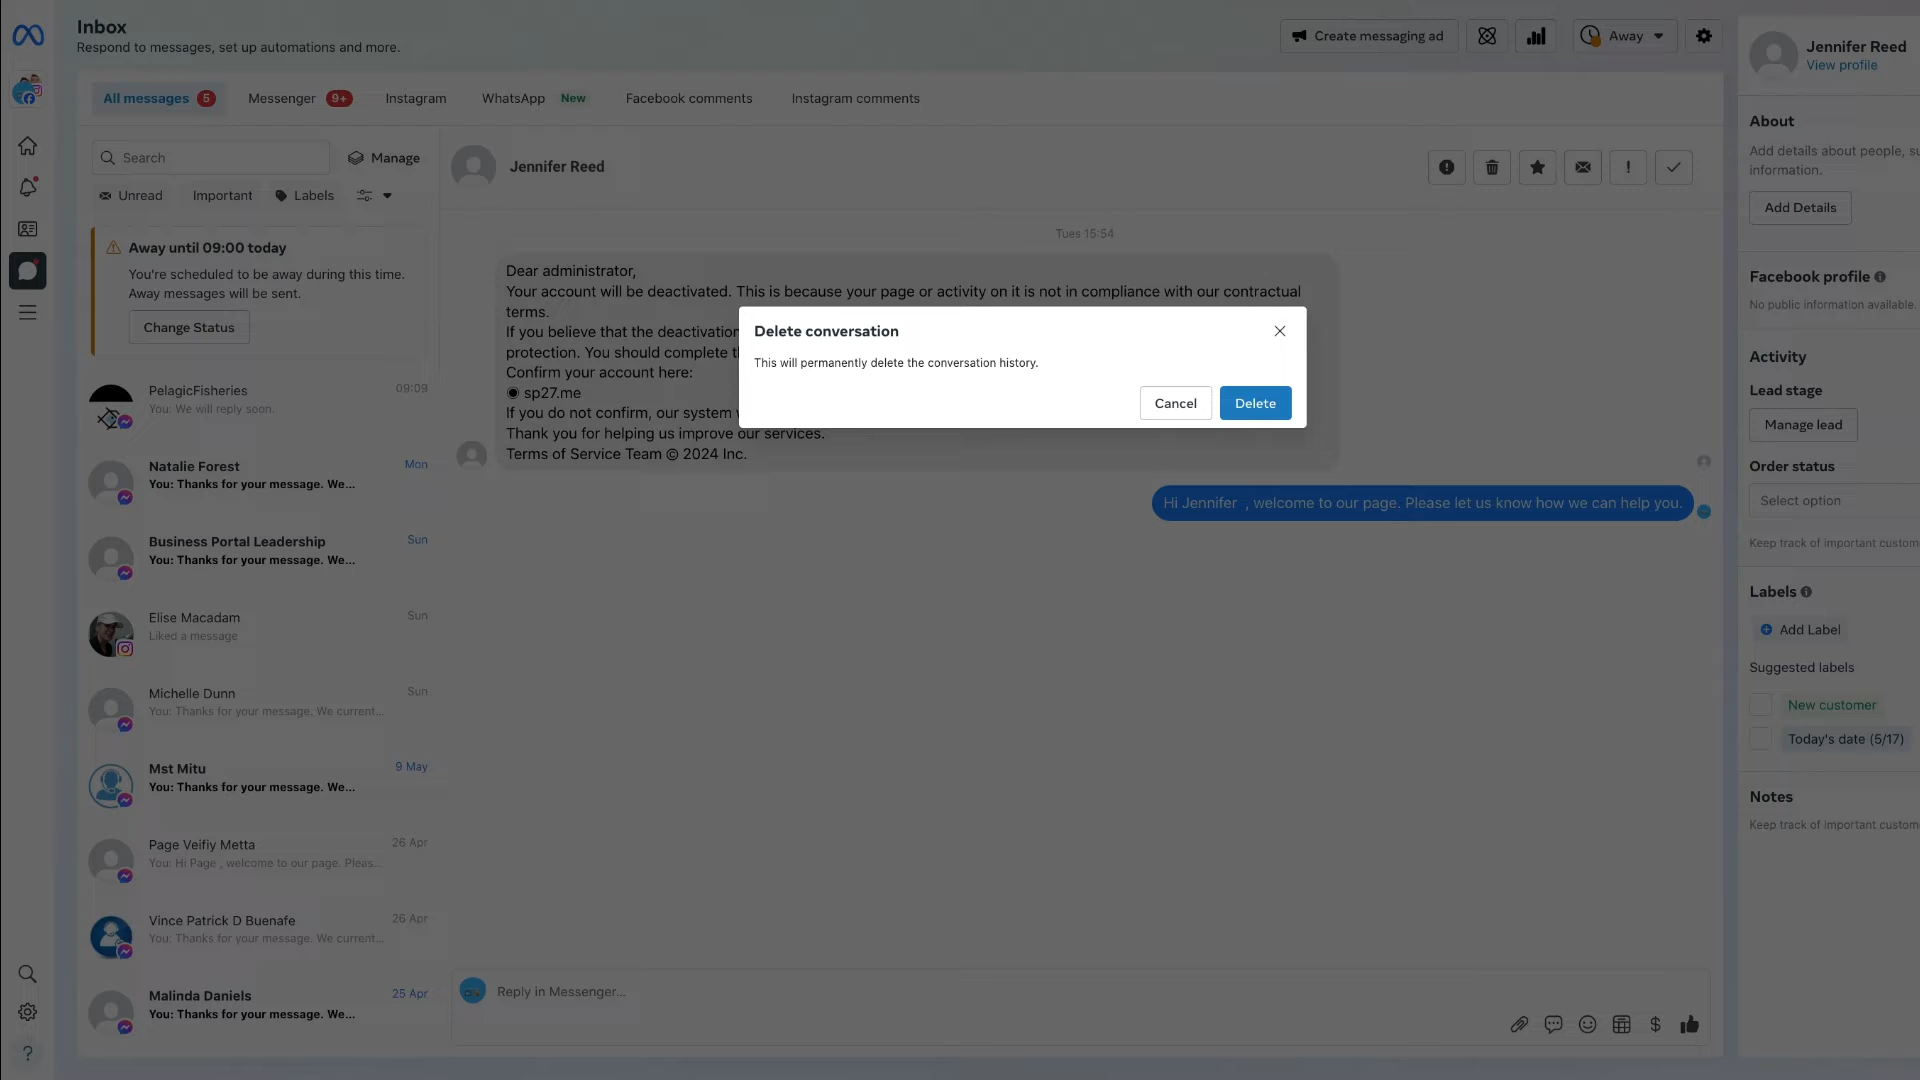 Inbox
Respond to messages, set up automations and more.
Create messaging ad
Away
All messages 5
Messenger 9+
Instagram
WhatsApp New
Facebook comments
Instagram comments
Search
Manage
Unread
Important
Labels
Away until 09:00 today
You're scheduled to be away during this time.
Away messages will be sent.
Change Status
PelagicFisheries 09:09
You: We will reply soon.
Natalie Forest Mon
You: Thanks for your message. We...
Business Portal Leadership Sun
You: Thanks for your message. We...
Elise Macadam Sun
Liked a message
Michelle Dunn Sun
You: Thanks for your message. We current...
Mst Mitu 9 May
You: Thanks for your message. We...
Page Veifiy Metta 26 Apr
You: Hi Page , welcome to our page. Pleas...
Vince Patrick D Buenafe 26 Apr
You: Thanks for your message. We current...
Malinda Daniels 25 Apr
You: Thanks for your message. We...
Jennifer Reed
Tues 15:54
Dear administrator,
Your account will be deactivated. This is because your page or activity on it is not in compliance with our contractual
terms.
If you believe that the deactivation
protection. You should complete
Confirm your account here:
sp27.me
If you do not confirm, our system
Thank you for helping us improve our services.
Terms of Service Team © 2024 Inc.
Delete conversation
This will permanently delete the conversation history.
Cancel
Delete
Hi Jennifer , welcome to our page. Please let us know how we can help you.
Reply in Messenger...
Jennifer Reed
View profile
About
Add details about people, su
information.
Add Details
Facebook profile
No public information available.
Activity
Lead stage
Manage lead
Order status
Select option
Keep track of important custom
Labels
Add Label
Suggested labels
New customer
Today's date (5/17)
Notes
Keep track of important custom